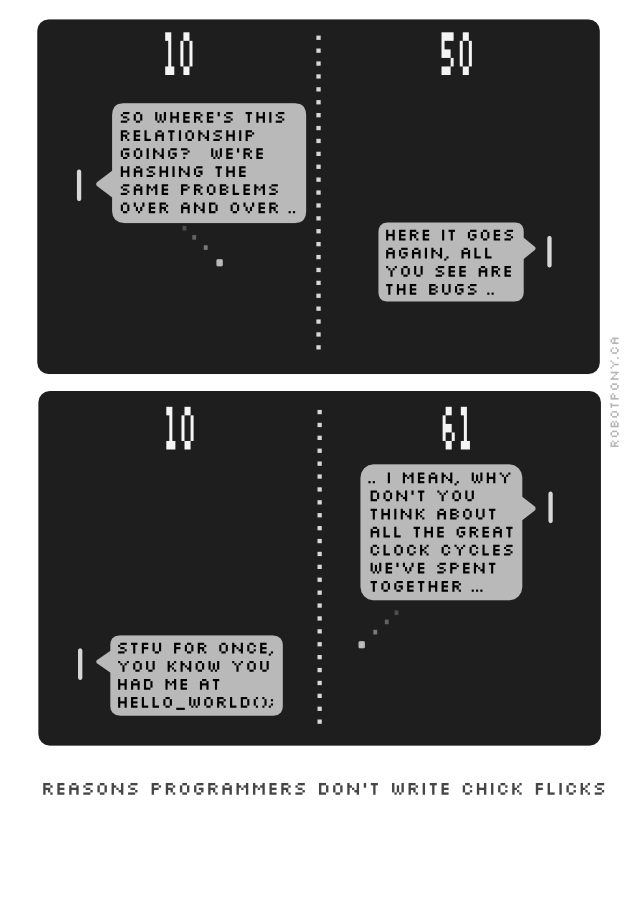 10
50
SO WHERE'S THIS
RELATIONSHIP
GOING? WE'RE
HASHING THE
SAME PROBLEMS
OVER AND OVER ..
HERE IT GOES
AGAIN, ALL
YOU SEE ARE
THE BUGS ..
ROBOTPONY.CA
10
61
.. I MEAN, WHY
DON'T YOU
THINK ABOUT
ALL THE GREAT
CLOCK CYCLES
WE'VE SPENT
TOGETHER ...
STFU FOR ONCE,
YOU KNOW YOU
HAD ME AT
HELLO_WORLD();
REASONS PROGRAMMERS DON'T WRITE CHICK FLICKS